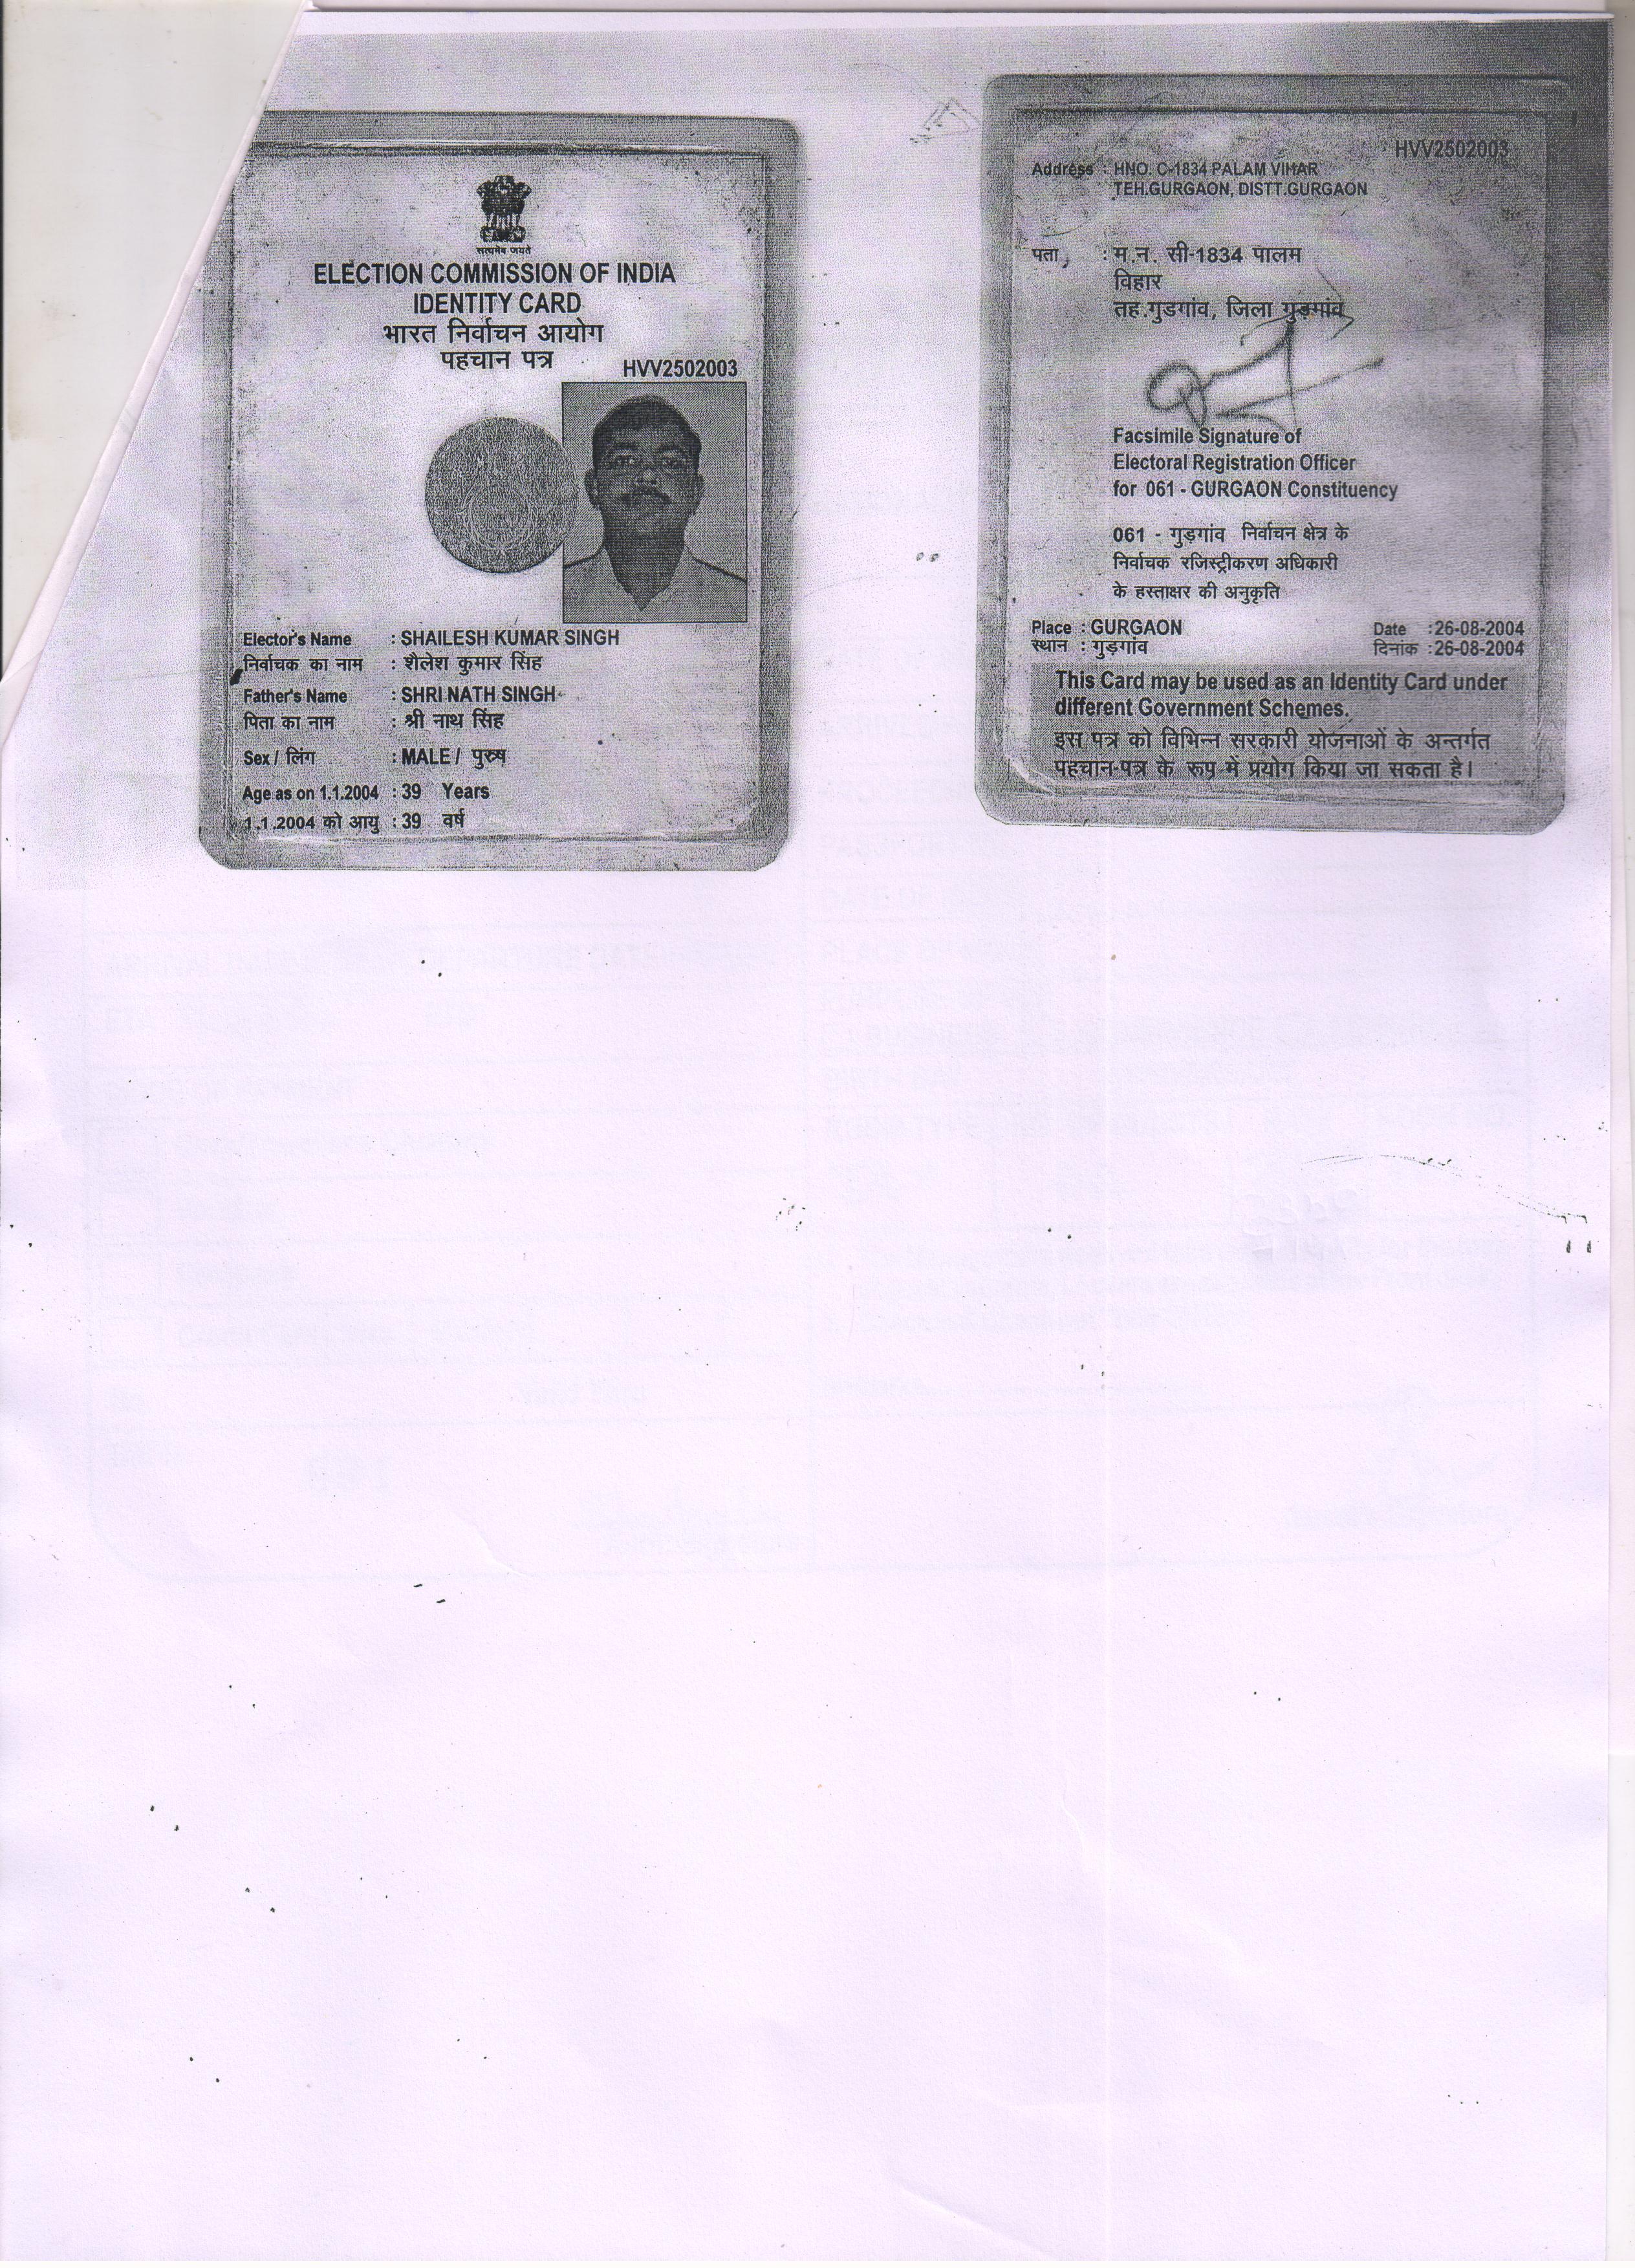 सत्यमेव जयते
ELECTION COMMISSION OF INDIA
IDENTITY CARD
भारत निर्वाचन आयोग
पहचान पत्र
HVV2502003
Elector's Name : SHAILESH KUMAR SINGH
निर्वाचक का नाम : शैलेश कुमार सिंह
Father's Name : SHRI NATH SINGH
पिता का नाम : श्री नाथ सिंह
Sex / लिंग : MALE / पुरुष
Age as on 1.1.2004 : 39 Years
1.1.2004 को आयु : 39 वर्ष
HVV2502003
Address : HNO. C-1834 PALAM VIHAR
TEH.GURGAON, DISTT.GURGAON
पता : म.न. सी-1834 पालम
विहार
तह.गुडगांव, जिला गुड़गांव
Facsimile Signature of
Electoral Registration Officer
for 061 - GURGAON Constituency
061 - गुड़गांव निर्वाचन क्षेत्र के
निर्वाचक रजिस्ट्रीकरण अधिकारी
के हस्ताक्षर की अनुकृति
Place : GURGAON Date : 26-08-2004
स्थान : गुड़गांव दिनांक : 26-08-2004
This Card may be used as an Identity Card under
different Government Schemes.
इस पत्र को विभिन्न सरकारी योजनाओं के अन्तर्गत
पहचान-पत्र के रूप में प्रयोग किया जा सकता है।